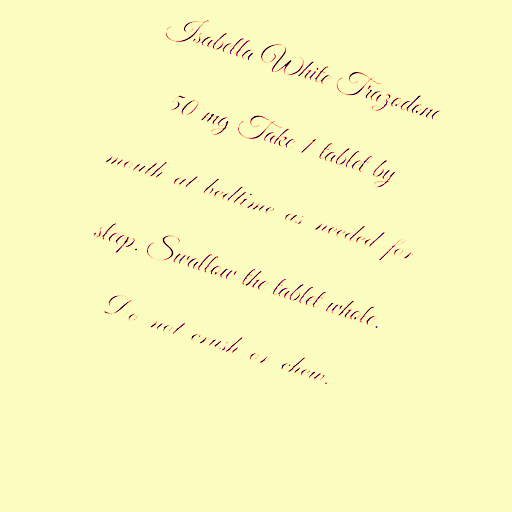 Isabella White Trazodone
50 mg Take 1 tablet by
mouth at bedtime as needed for
sleep. Swallow the tablet whole.
Do not crush or chew.